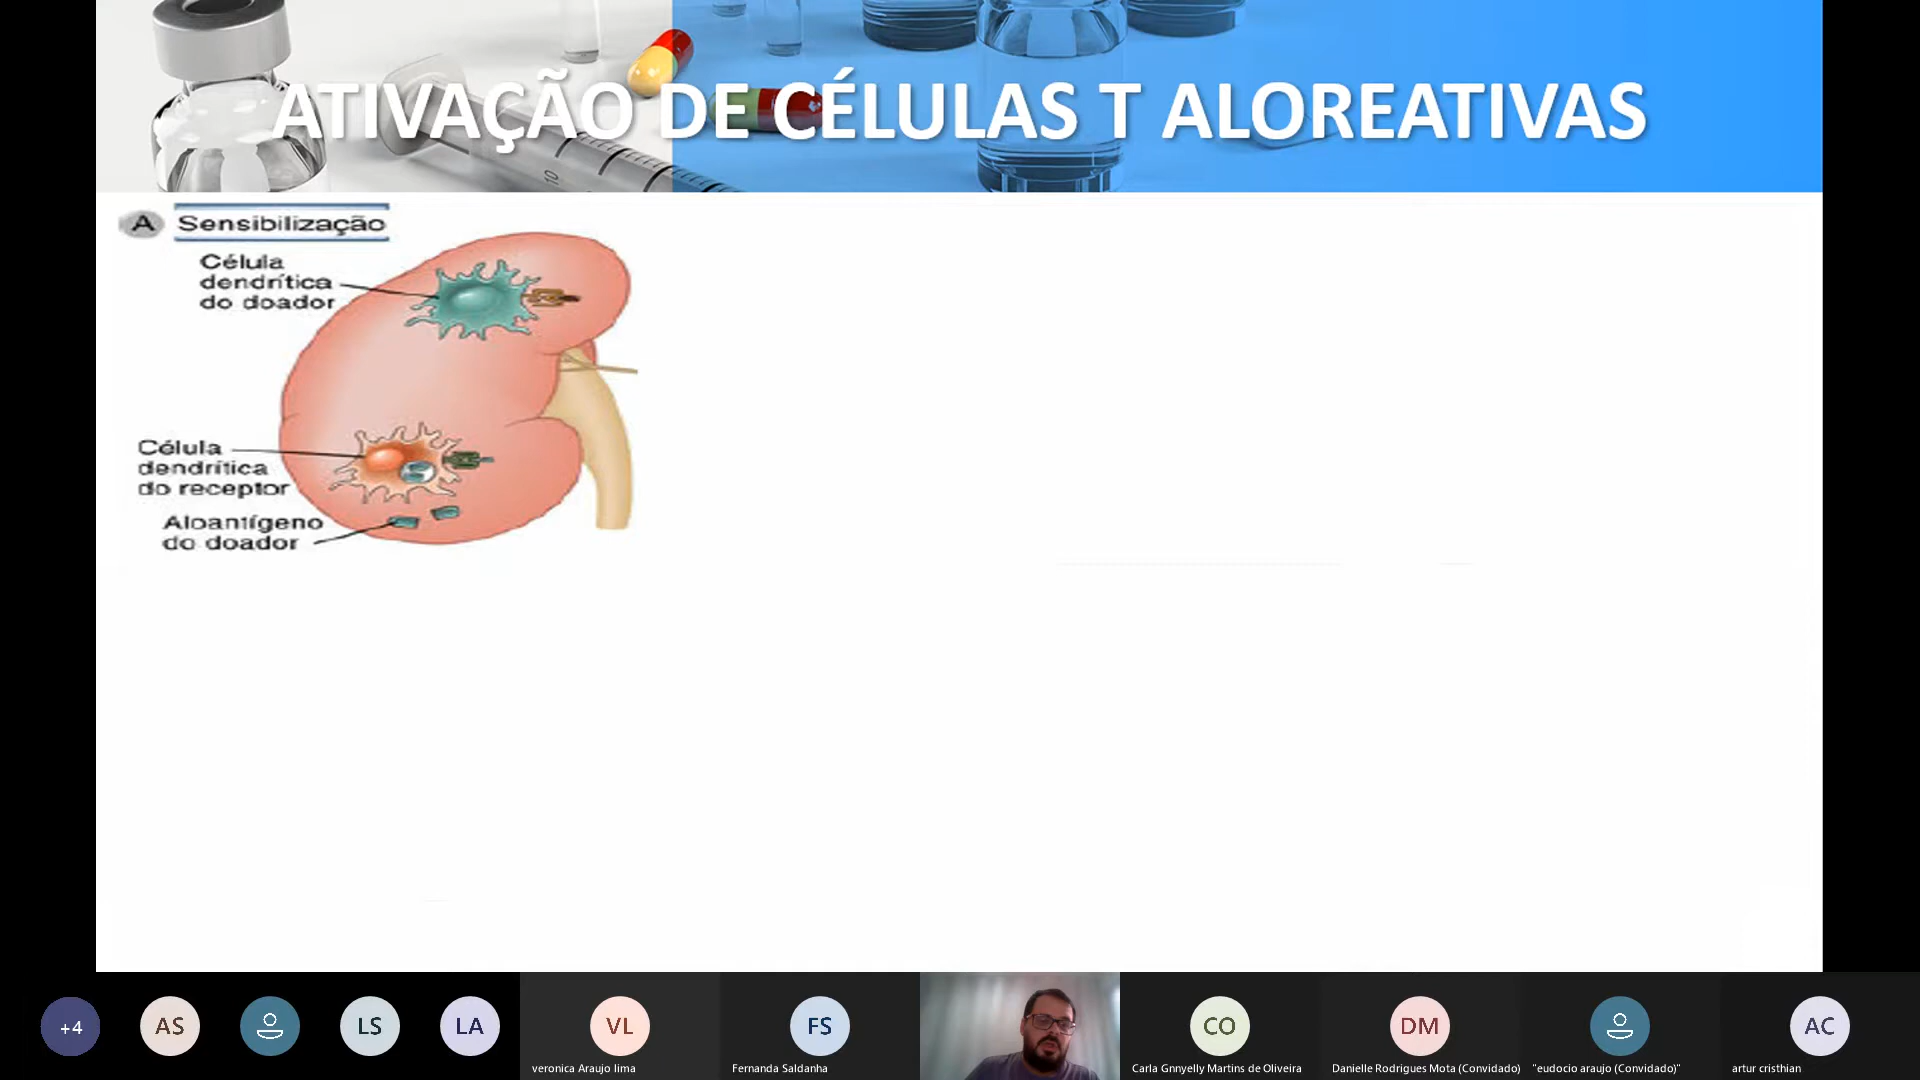 ATIVAÇÃO DE CÉLULAS T ALOREATIVAS
A Sensibilização
Célula
dendrítica
do doador
Célula
dendrítica
do receptor
Aloantígeno
do doador
10
+4
AS
LS
LA
VL
FS
CO
DM
AC
veronica Araujo lima
Fernanda Saldanha
Carla Gnnyelly Martins de Oliveira
Danielle Rodrigues Mota (Convidado)
"eudocio araujo (Convidado)"
artur cristhian